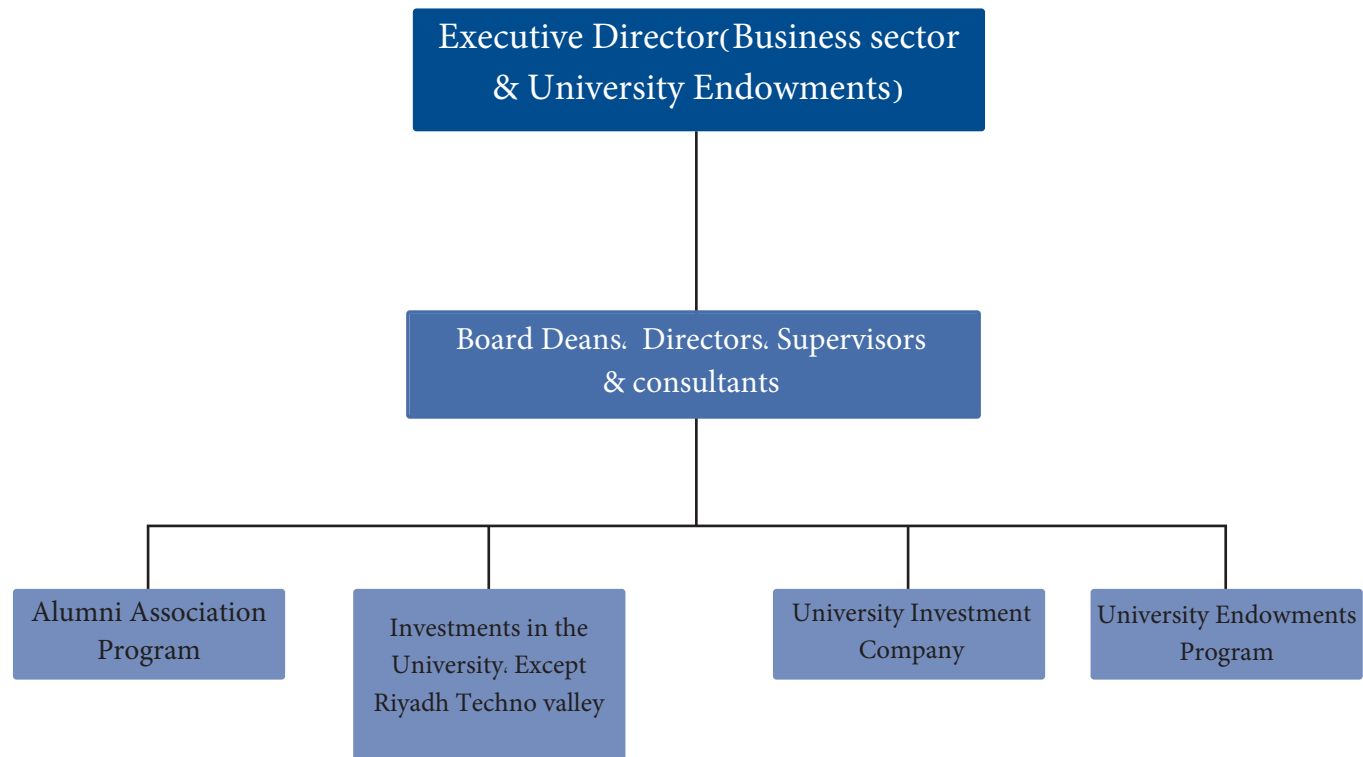 Executive Director(Business sector
& University Endowments)
Board Deans، Directors، Supervisors
& consultants
Alumni Association
Program
Investments in the
University، Except
Riyadh Techno valley
University Investment
Company
University Endowments
Program